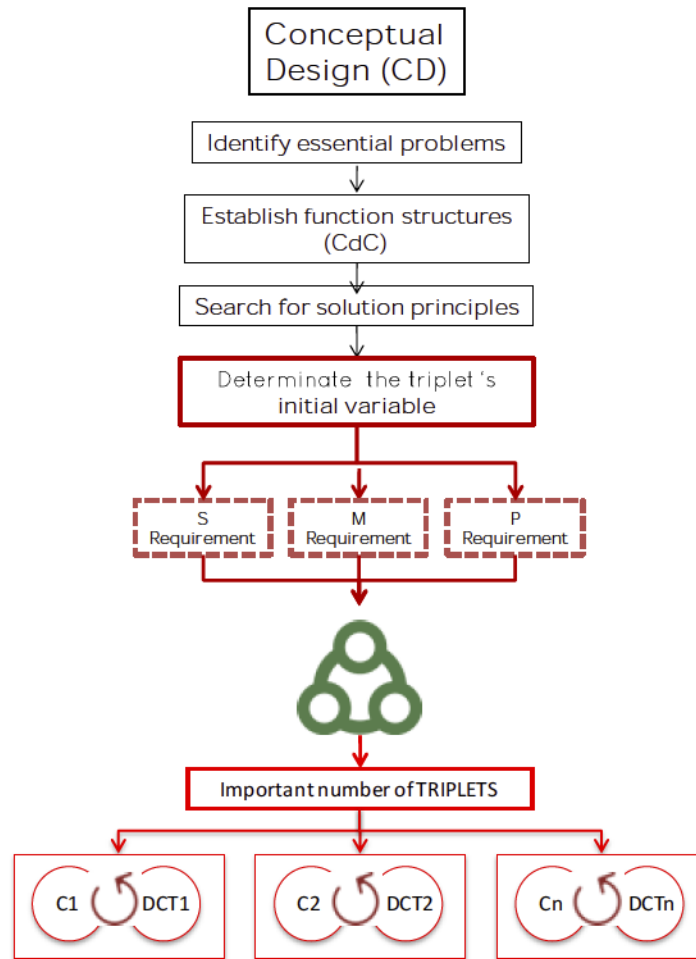 Conceptual
Design (CD)
Identify essential problems
Establish function structures
(CdC)
Search for solution principles
Determinate the triplet‘s
initial variable
S
Requirement
M
Requirement
P
Requirement
Important number of TRIPLETS
C1
DCT1
C2
DCT2
Cn
DCTn